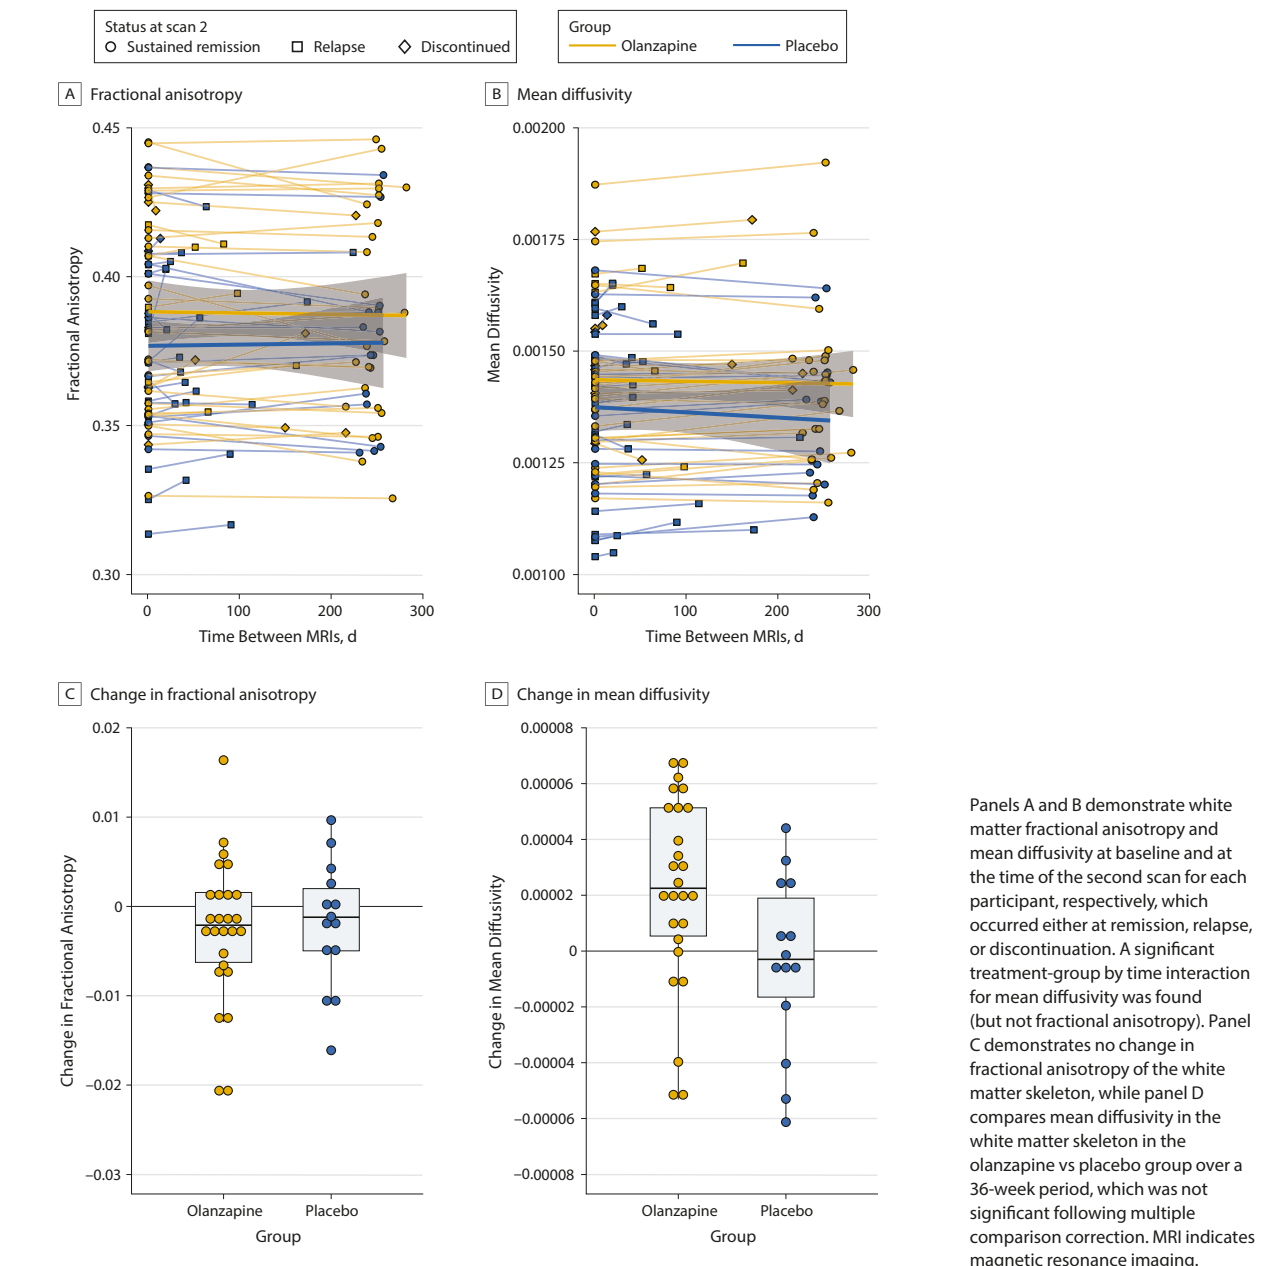 Status at scan 2
Sustained remission
Relapse
Discontinued
Group
Olanzapine
Placebo
A Fractional anisotropy
0.45
0.40
0.35
0.30
Fractional Anisotropy
0
100
200
300
Time Between MRIs, d
B Mean diffusivity
0.00200
0.00175
0.00150
0.00125
0.00100
Mean Diffusivity
0
100
200
300
Time Between MRIs, d
C Change in fractional anisotropy
0.02
0.01
0
–0.01
–0.02
–0.03
Change in Fractional Anisotropy
Olanzapine
Placebo
Group
D Change in mean diffusivity
0.00008
0.00006
0.00004
0.00002
0
–0.00002
–0.00004
–0.00006
–0.00008
Change in Mean Diffusivity
Olanzapine
Placebo
Group
Panels A and B demonstrate white
matter fractional anisotropy and
mean diffusivity at baseline and at
the time of the second scan for each
participant, respectively, which
occurred either at remission, relapse,
or discontinuation. A significant
treatment-group by time interaction
for mean diffusivity was found
(but not fractional anisotropy). Panel
C demonstrates no change in
fractional anisotropy of the white
matter skeleton, while panel D
compares mean diffusivity in the
white matter skeleton in the
olanzapine vs placebo group over a
36-week period, which was not
significant following multiple
comparison correction. MRI indicates
magnetic resonance imaging.